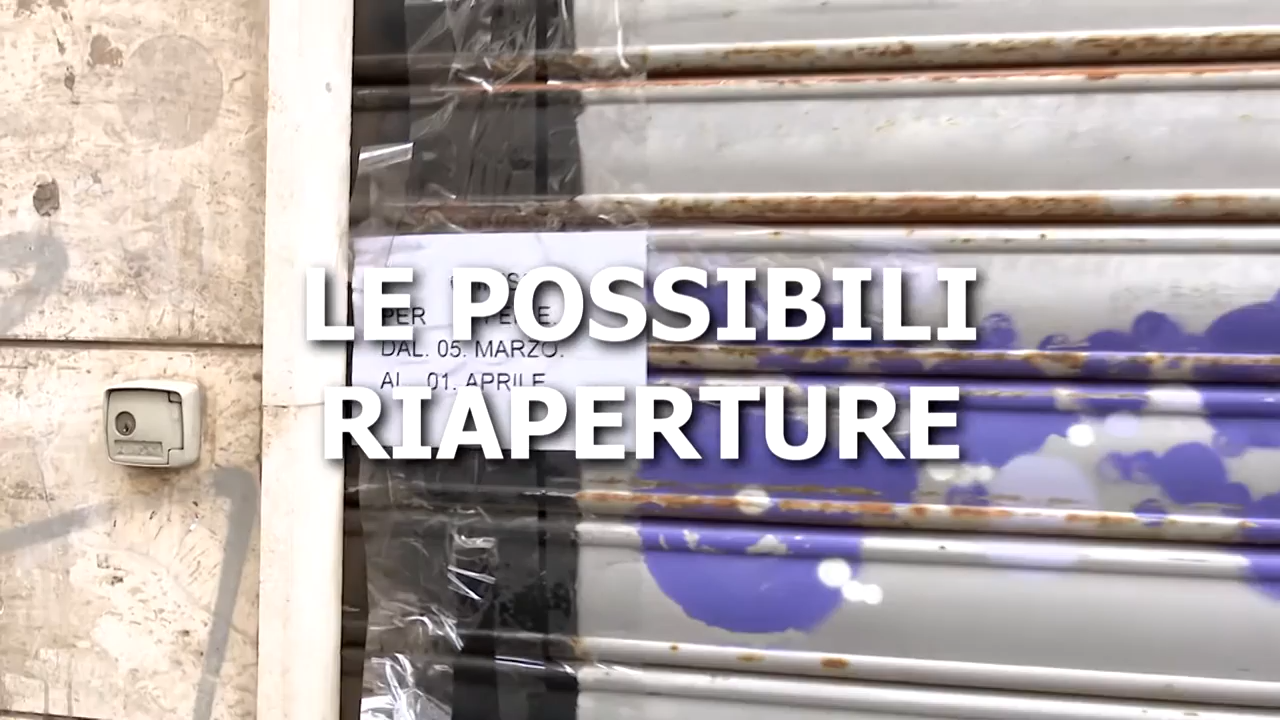 LE POSSIBILI
RIAPERTURE
PER
DAL. 05. MARZO.
AL. 01. APRILE